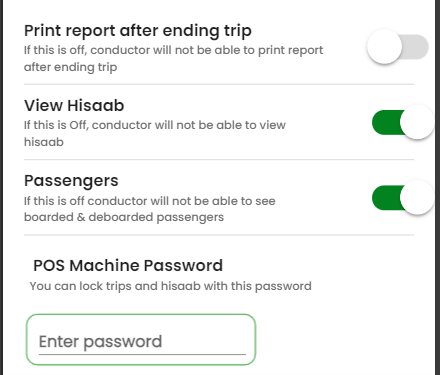 Print report after ending trip
If this is off, conductor will not be able to print report
after ending trip
View Hisaab
If this is Off, conductor will not be able to view
hisaab
Passengers
If this is off conductor will not be able to see
boarded & deboarded passengers
POS Machine Password
You can lock trips and hisaab with this password
Enter password